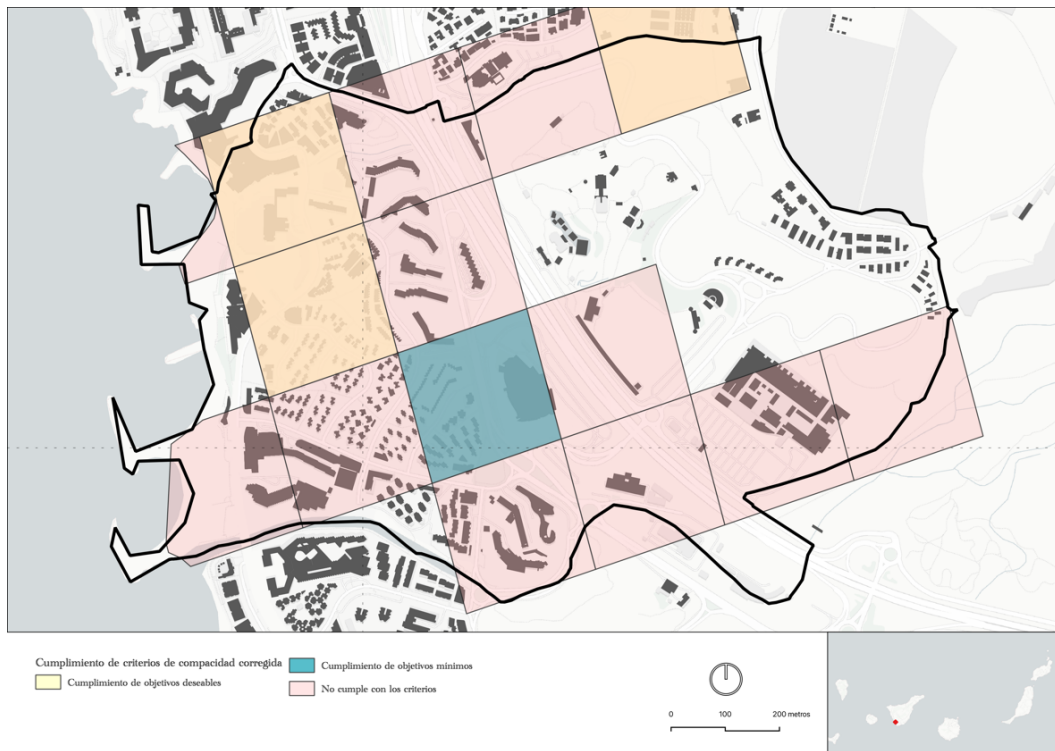 Cumplimiento de criterios de compacidad corregida
Cumplimiento de objetivos deseables
Cumplimiento de objetivos mínimos
No cumple con los criterios
0 100 200 metros